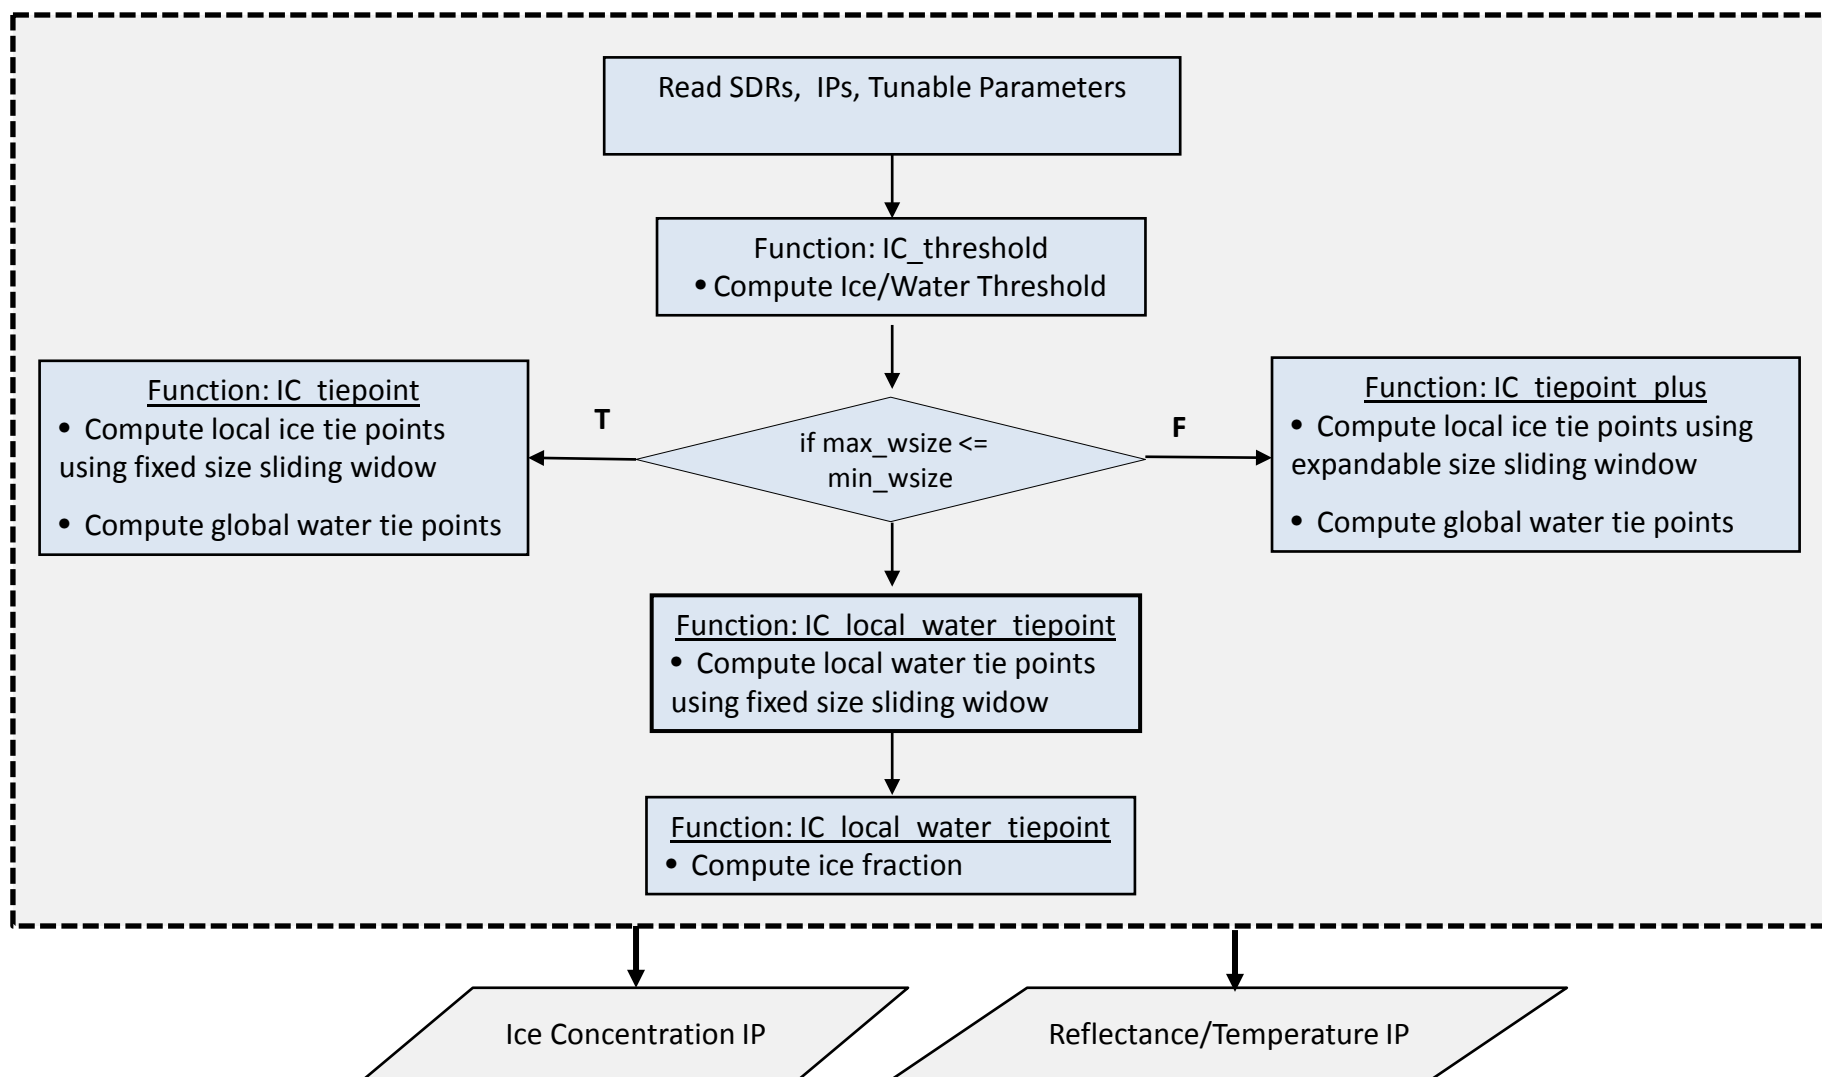 Read SDRs,  IPs, Tunable Parameters
Function: IC_threshold
• Compute Ice/Water Threshold
Function: IC_tiepoint
• Compute local ice tie points
using fixed size sliding widow
• Compute global water tie points
T
if max_wsize <=
min_wsize
F
Function: IC_tiepoint_plus
• Compute local ice tie points using
expandable size sliding window
• Compute global water tie points
Function: IC_local_water_tiepoint
• Compute local water tie points
using fixed size sliding widow
Function: IC_local_water_tiepoint
• Compute ice fraction
Ice Concentration IP
Reflectance/Temperature IP